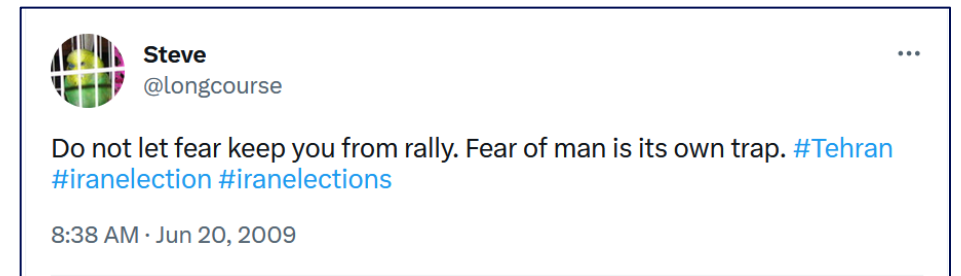 Steve
@longcourse
Do not let fear keep you from rally. Fear of man is its own trap. #Tehran
#iranelection #iranelections
8:38 AM · Jun 20, 2009